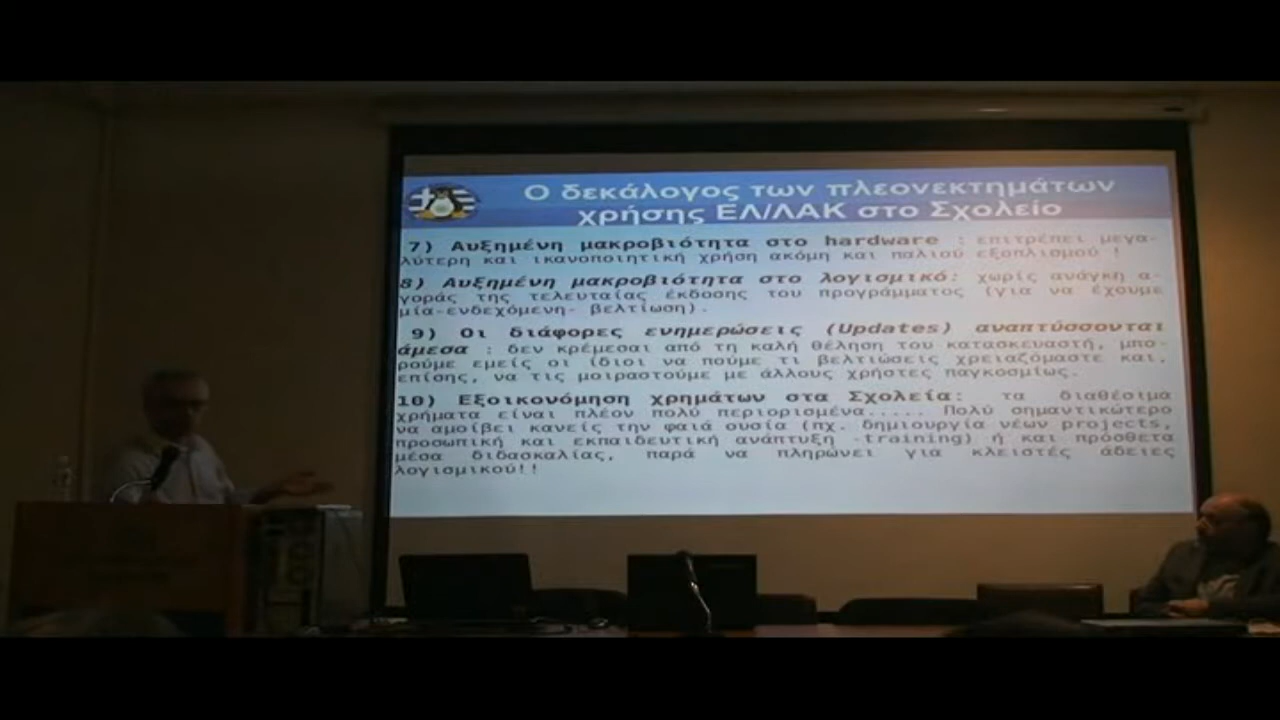 Ο δεκάλογος των πλεονεκτημάτων
χρήσης ΕΛ/ΛΑΚ στο Σχολείο
7) Αυξημένη μακροβιότητα στο hardware : επιτρέπει μεγα-
λύτερη και ικανοποιητική χρήση ακόμη και παλιού εξοπλισμού !
8) Αυξημένη μακροβιότητα στο λογισμικό: χωρίς ανάγκη α-
γοράς της τελευταίας έκδοσης του προγράμματος (για να έχουμε
μία-ενδεχόμενη- βελτίωση).
9) Οι διάφορες ενημερώσεις (Updates) αναπτύσσονται
άμεσα : δεν κρέμεσαι από τη καλή θέληση του κατασκευαστή, μπο-
ρούμε εμείς οι ίδιοι να πούμε τι βελτιώσεις χρειαζόμαστε και,
επίσης, να τις μοιραστούμε με άλλους χρήστες παγκοσμίως.
10) Εξοικονόμηση χρημάτων στα Σχολεία: τα διαθέσιμα
χρήματα είναι πλέον πολύ περιορισμένα..... Πολύ σημαντικώτερο
να αμοίβει κανείς την φαιά ουσία (πχ. δημιουργία νέων projects,
προσωπική και εκπαιδευτική ανάπτυξη -training) ή και πρόσθετα
μέσα διδασκαλίας, παρά να πληρώνει για κλειστές άδειες
λογισμικού!!